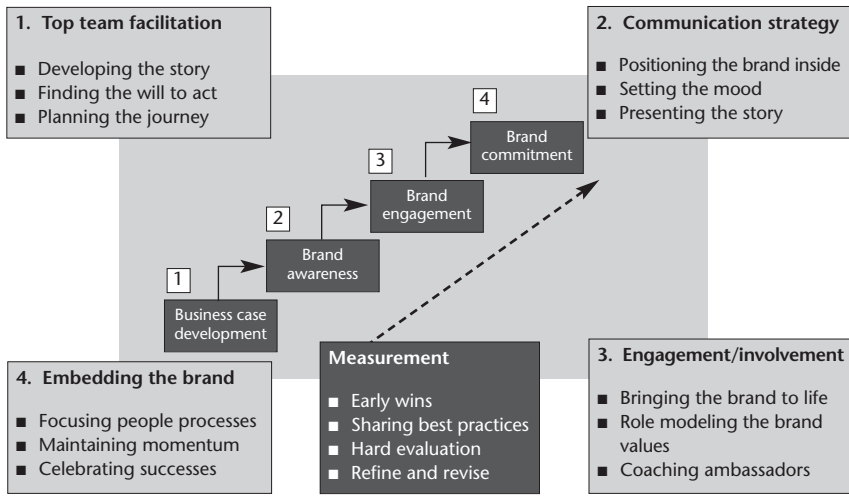 1. Top team facilitation
■ Developing the story
■ Finding the will to act
■ Planning the journey
2. Communication strategy
■ Positioning the brand inside
■ Setting the mood
■ Presenting the story
4
Brand
commitment
3
Brand
engagement
2
Brand
awareness
1
Business case
development
Measurement
■ Early wins
■ Sharing best practices
■ Hard evaluation
■ Refine and revise
3. Engagement/involvement
■ Bringing the brand to life
■ Role modeling the brand
values
■ Coaching ambassadors
4. Embedding the brand
■ Focusing people processes
■ Maintaining momentum
■ Celebrating successes